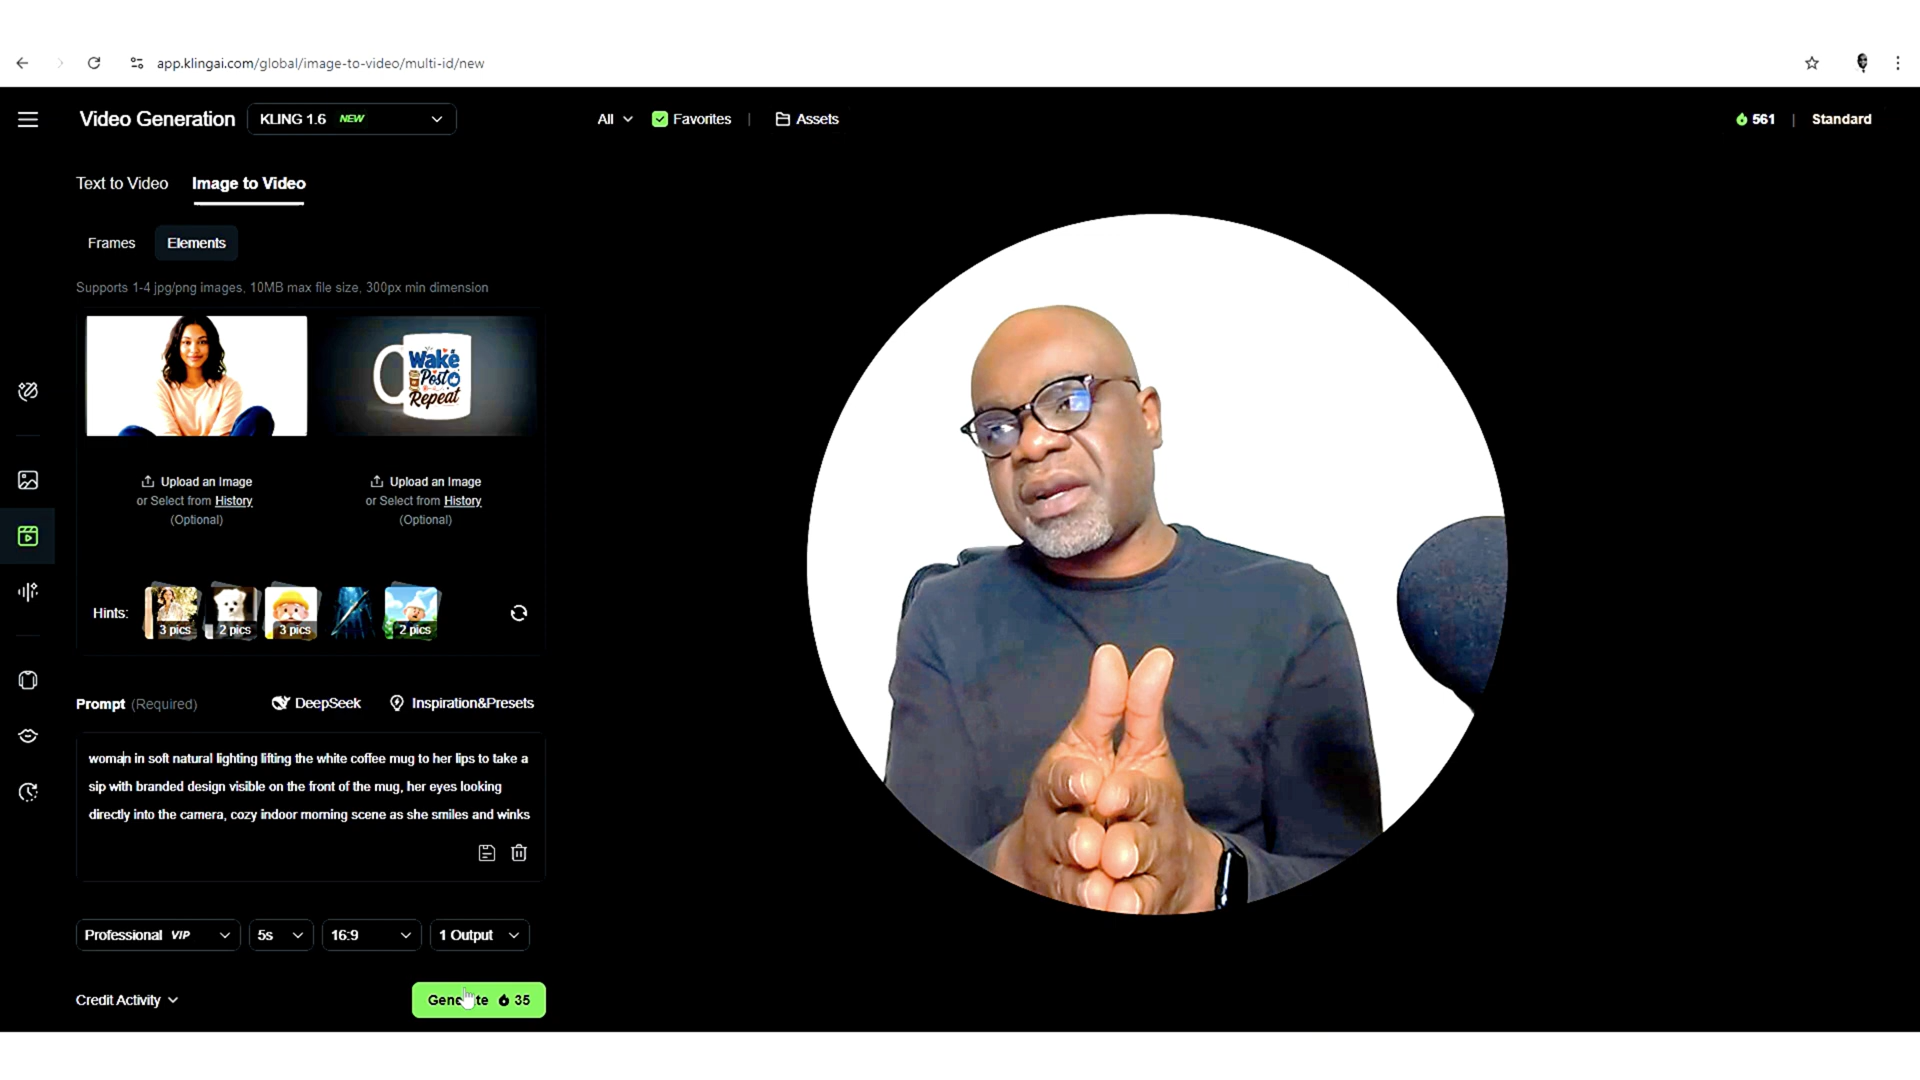 app.klingai.com/global/image-to-video/multi-id/new
Video Generation KLING 1.6 NEW All Favorites | Assets 561 | Standard
Text to Video Image to Video
Frames Elements
Supports 1-4 jpg/png images, 10MB max file size, 300px min dimension
Wake
Post
Repeat
Upload an Image Upload an Image
or Select from History or Select from History
(Optional) (Optional)
Hints: 3 pics 2 pics 3 pics 2 pics
Prompt (Required) DeepSeek Inspiration&Presets
woman in soft natural lighting lifting the white coffee mug to her lips to take a
sip with branded design visible on the front of the mug, her eyes looking
directly into the camera, cozy indoor morning scene as she smiles and winks
Professional VIP 5s 16:9 1 Output
Credit Activity Generate 35